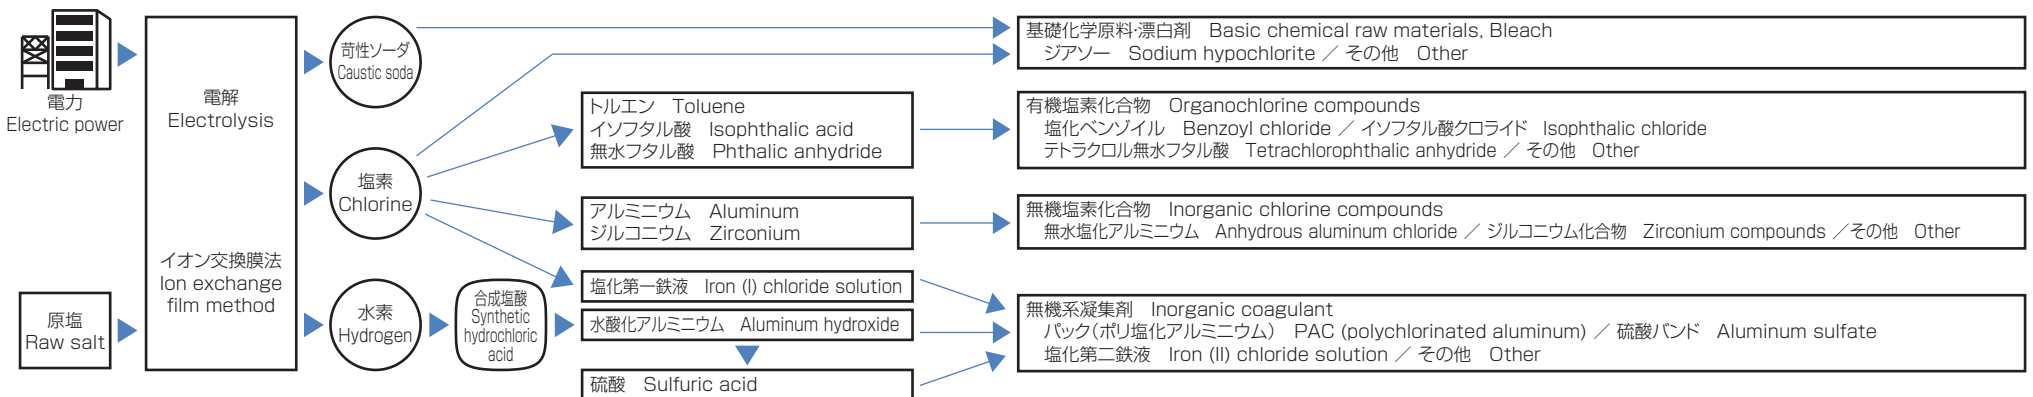 電力
Electric power
原塩
Raw salt
電解
Electrolysis
イオン交換膜法
Ion exchange
film method
苛性ソーダ
Caustic soda
塩素
Chlorine
水素
Hydrogen
合成塩酸
Synthetic
hydrochloric
acid
トルエン Toluene
イソフタル酸 Isophthalic acid
無水フタル酸 Phthalic anhydride
アルミニウム Aluminum
ジルコニウム Zirconium
塩化第一鉄液 Iron (I) chloride solution
水酸化アルミニウム Aluminum hydroxide
硫酸 Sulfuric acid
基礎化学原料・漂白剤 Basic chemical raw materials, Bleach
ジアソー Sodium hypochlorite ／ その他 Other
有機塩素化合物 Organochlorine compounds
塩化ベンゾイル Benzoyl chloride ／ イソフタル酸クロライド Isophthalic chloride
テトラクロル無水フタル酸 Tetrachlorophthalic anhydride ／ その他 Other
無機塩素化合物 Inorganic chlorine compounds
無水塩化アルミニウム Anhydrous aluminum chloride ／ ジルコニウム化合物 Zirconium compounds ／その他 Other
無機系凝集剤 Inorganic coagulant
パック（ポリ塩化アルミニウム） PAC (polychlorinated aluminum) ／ 硫酸バンド Aluminum sulfate
塩化第二鉄液 Iron (II) chloride solution ／ その他 Other